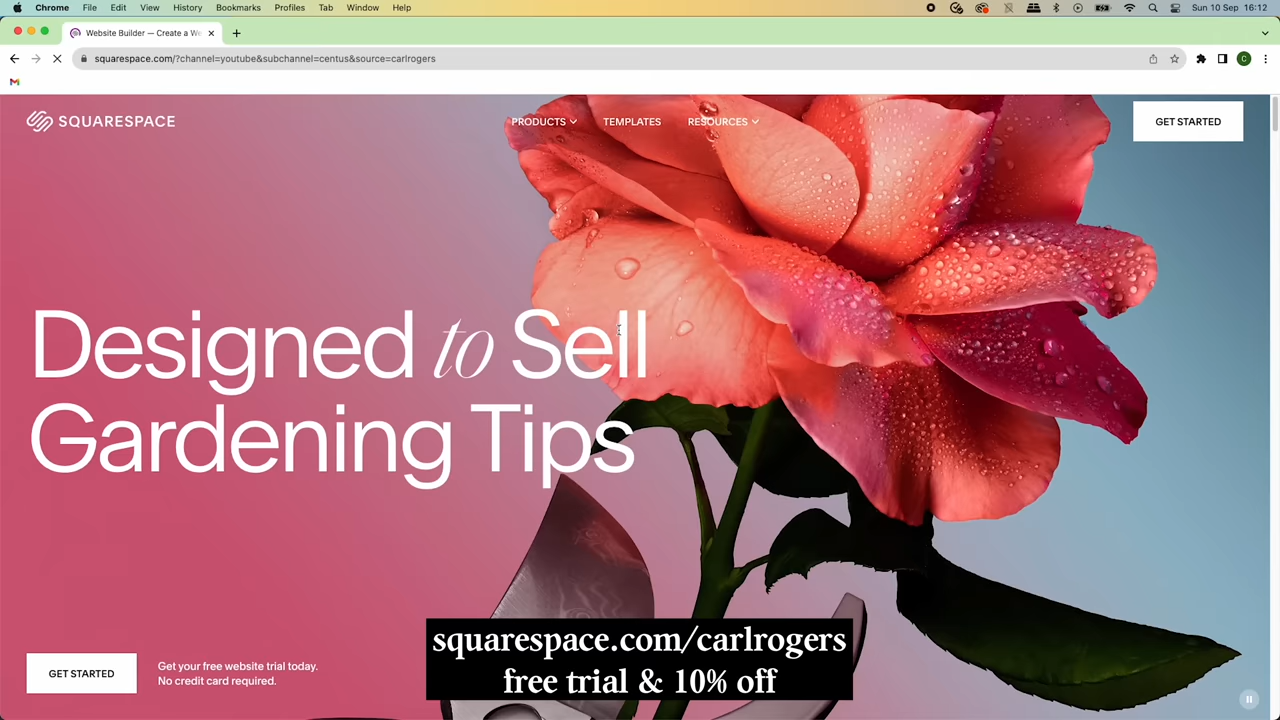 Chrome File Edit View History Bookmarks Profiles Tab Window Help Sun 10 Sep 16:12
Website Builder — Create a We
squarespace.com/?channel=youtube&subchannel=centus&source=carlrogers
C
SQUARESPACE
PRODUCTS TEMPLATES RESOURCES
GET STARTED
Designed to Sell
Gardening Tips
GET STARTED
Get your free website trial today.
No credit card required.
squarespace.com/carlrogers
free trial & 10% off